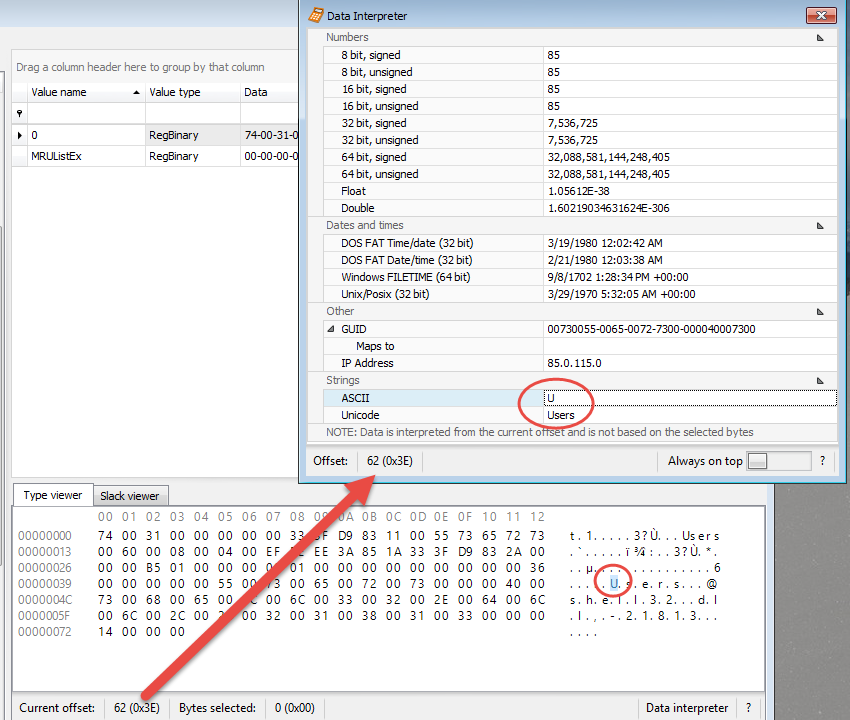 Data Interpreter
Numbers
8 bit, signed 85
8 bit, unsigned 85
16 bit, signed 85
16 bit, unsigned 85
32 bit, signed 7,536,725
32 bit, unsigned 7,536,725
64 bit, signed 32,088,581,144,248,405
64 bit, unsigned 32,088,581,144,248,405
Float 1.05612E-38
Double 1.60219034631624E-306
Dates and times
DOS FAT Time/date (32 bit) 3/19/1980 12:02:42 AM
DOS FAT Date/time (32 bit) 2/21/1980 12:03:38 AM
Windows FILETIME (64 bit) 9/8/1702 1:28:34 PM +00:00
Unix/Posix (32 bit) 3/29/1970 5:32:05 AM +00:00
Other
GUID 00730055-0065-0072-7300-000040007300
Maps to
IP Address 85.0.115.0
Strings
ASCII U
Unicode Users
NOTE: Data is interpreted from the current offset and is not based on the selected bytes
Offset: 62 (0x3E) Always on top ?
Drag a column header here to group by that column
Value name Value type Data
0 RegBinary 74-00-31-0
MRUListEx RegBinary 00-00-00-0
Type viewer Slack viewer
00 01 02 03 04 05 06 07 08 0A 0B 0C 0D 0E 0F 10 11 12
00000000 74 00 31 00 00 00 00 00 33 3F D9 83 11 00 55 73 65 72 73 t.1.....3?Ù...Users
00000013 00 60 00 08 00 04 00 EF EE 3A 85 1A 33 3F D9 83 2A 00 .`.....ï¾î:..3?Ù.*.
00000026 00 00 B5 01 00 00 00 00 01 00 00 00 00 00 00 00 00 00 36 ..µ...............6
00000039 00 00 00 00 00 55 00 73 00 65 00 72 00 73 00 00 00 40 00 .....U.s.e.r.s...@.
0000004C 73 00 68 00 65 00 6C 00 6C 00 33 00 32 00 2E 00 64 00 6C s.h.e.l.l.3.2...d.l
0000005F 00 6C 00 2C 00 00 32 00 31 00 38 00 31 00 33 00 00 00 .l.,.-.2.1.8.1.3...
00000072 14 00 00 00 ....
Current offset: 62 (0x3E) Bytes selected: 0 (0x00) Data interpreter ?